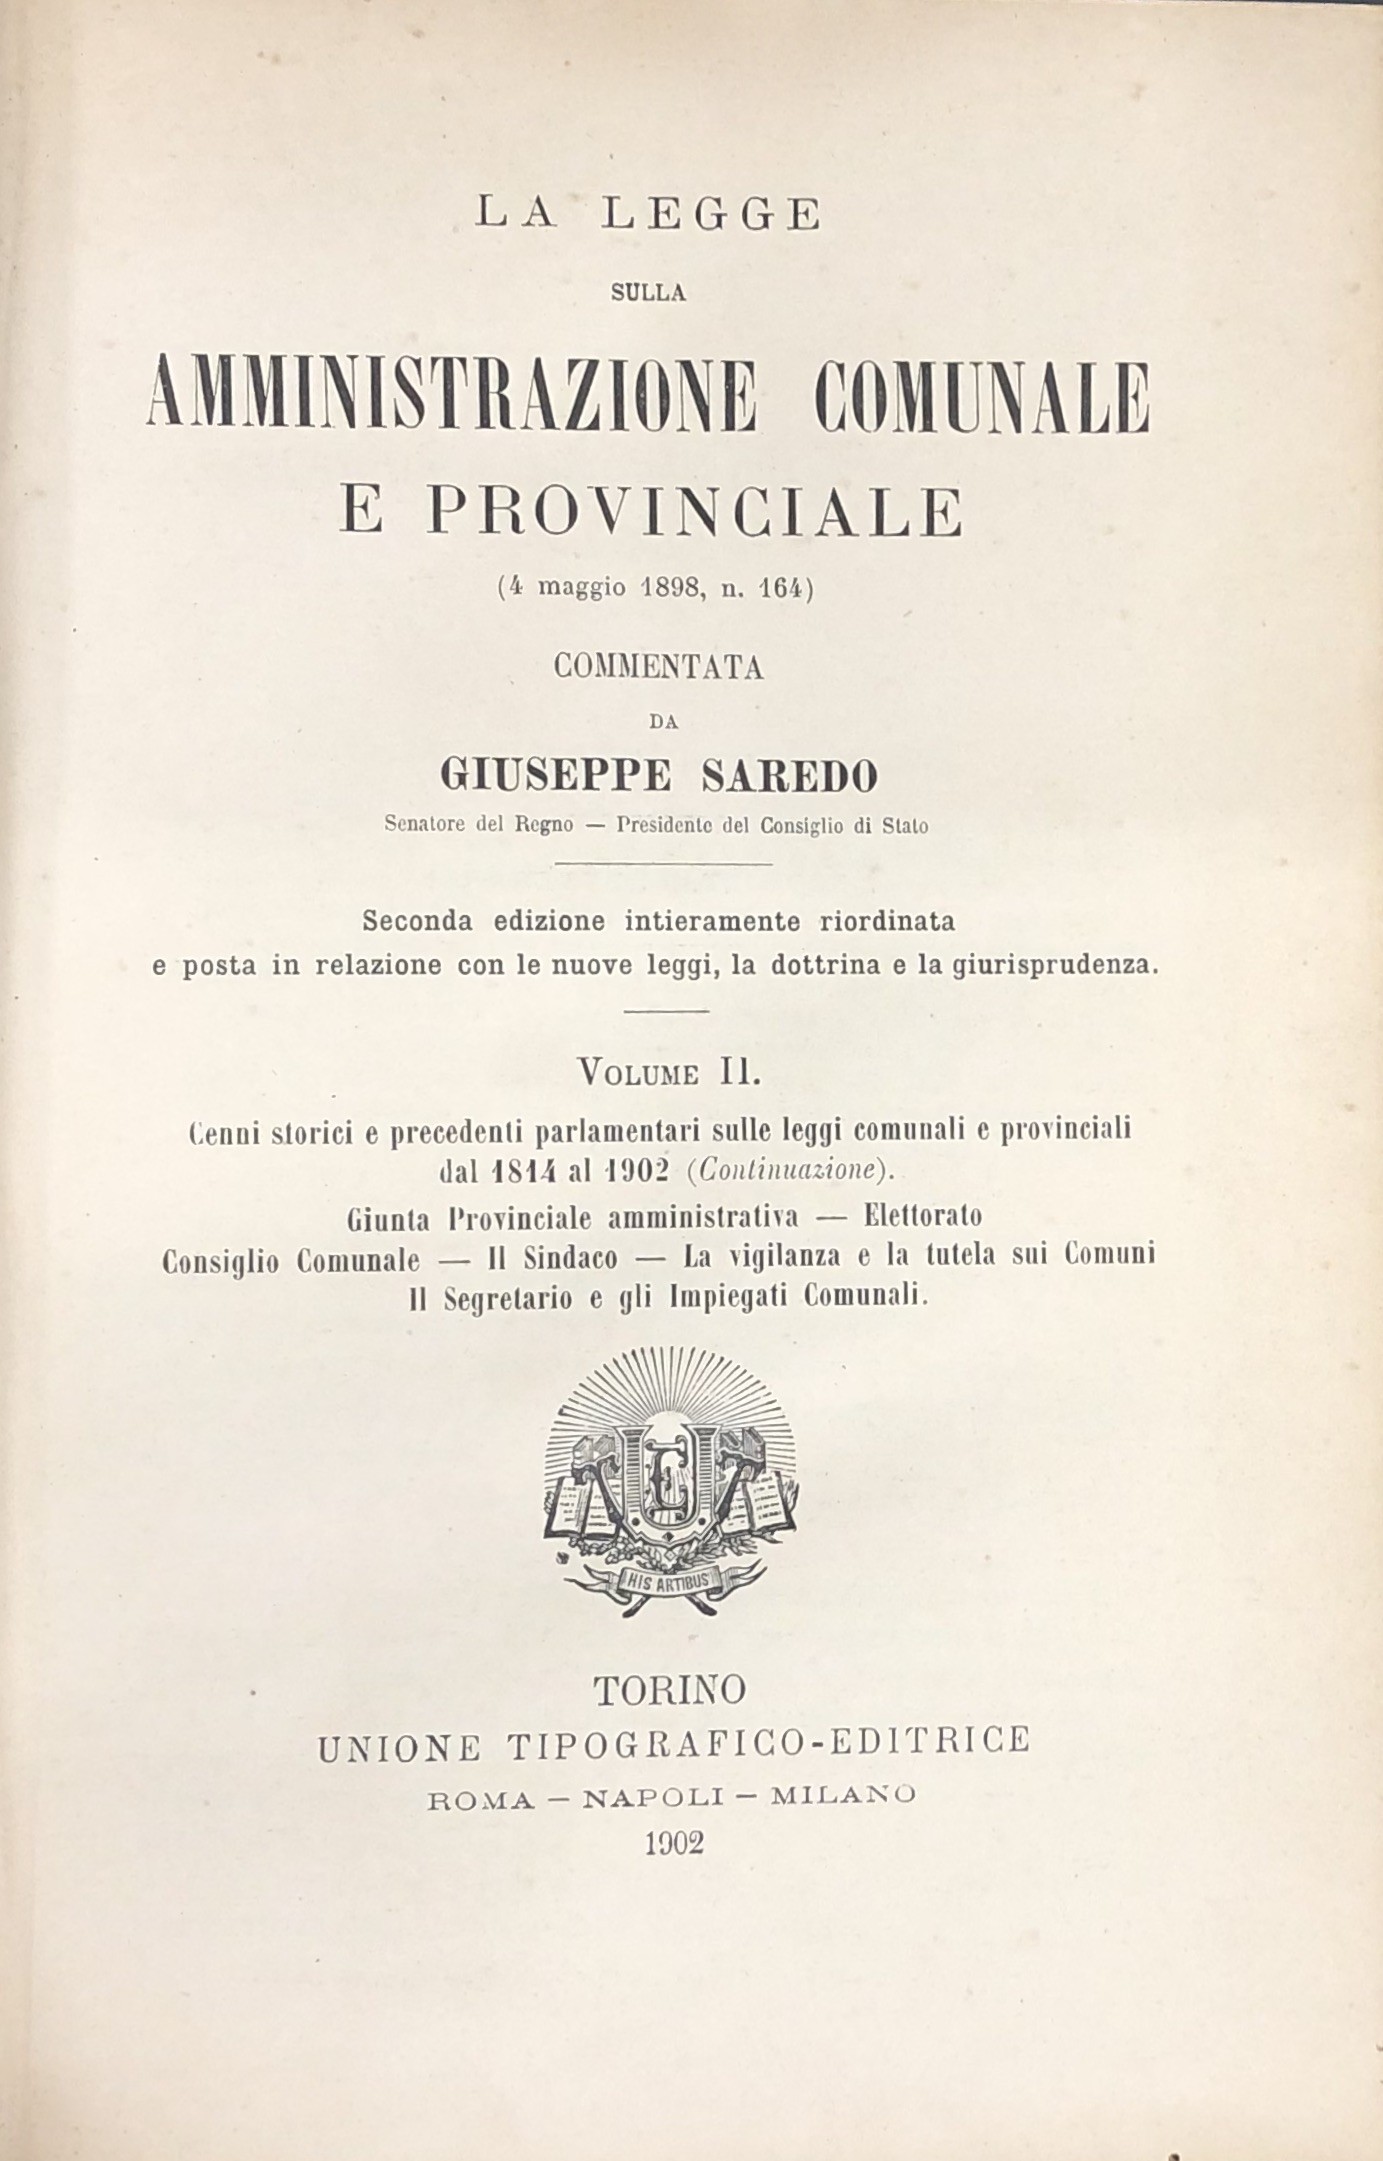 LA LEGGE
SULLA
AMMINISTRAZIONE COMUNALE
E PROVINCIALE
(4 maggio 1898, n. 164)
COMMENTATA
DA
GIUSEPPE SAREDO
Senatore del Regno — Presidente del Consiglio di Stato
Seconda edizione intieramente riordinata
e posta in relazione con le nuove leggi, la dottrina e la giurisprudenza.
VOLUME II.
Cenni storici e precedenti parlamentari sulle leggi comunali e provinciali
dal 1814 al 1902 (Continuazione).
Giunta Provinciale amministrativa — Elettorato
Consiglio Comunale — Il Sindaco — La vigilanza e la tutela sui Comuni
Il Segretario e gli Impiegati Comunali.
HIS ARTIBUS
TORINO
UNIONE TIPOGRAFICO-EDITRICE
ROMA — NAPOLI — MILANO
1902